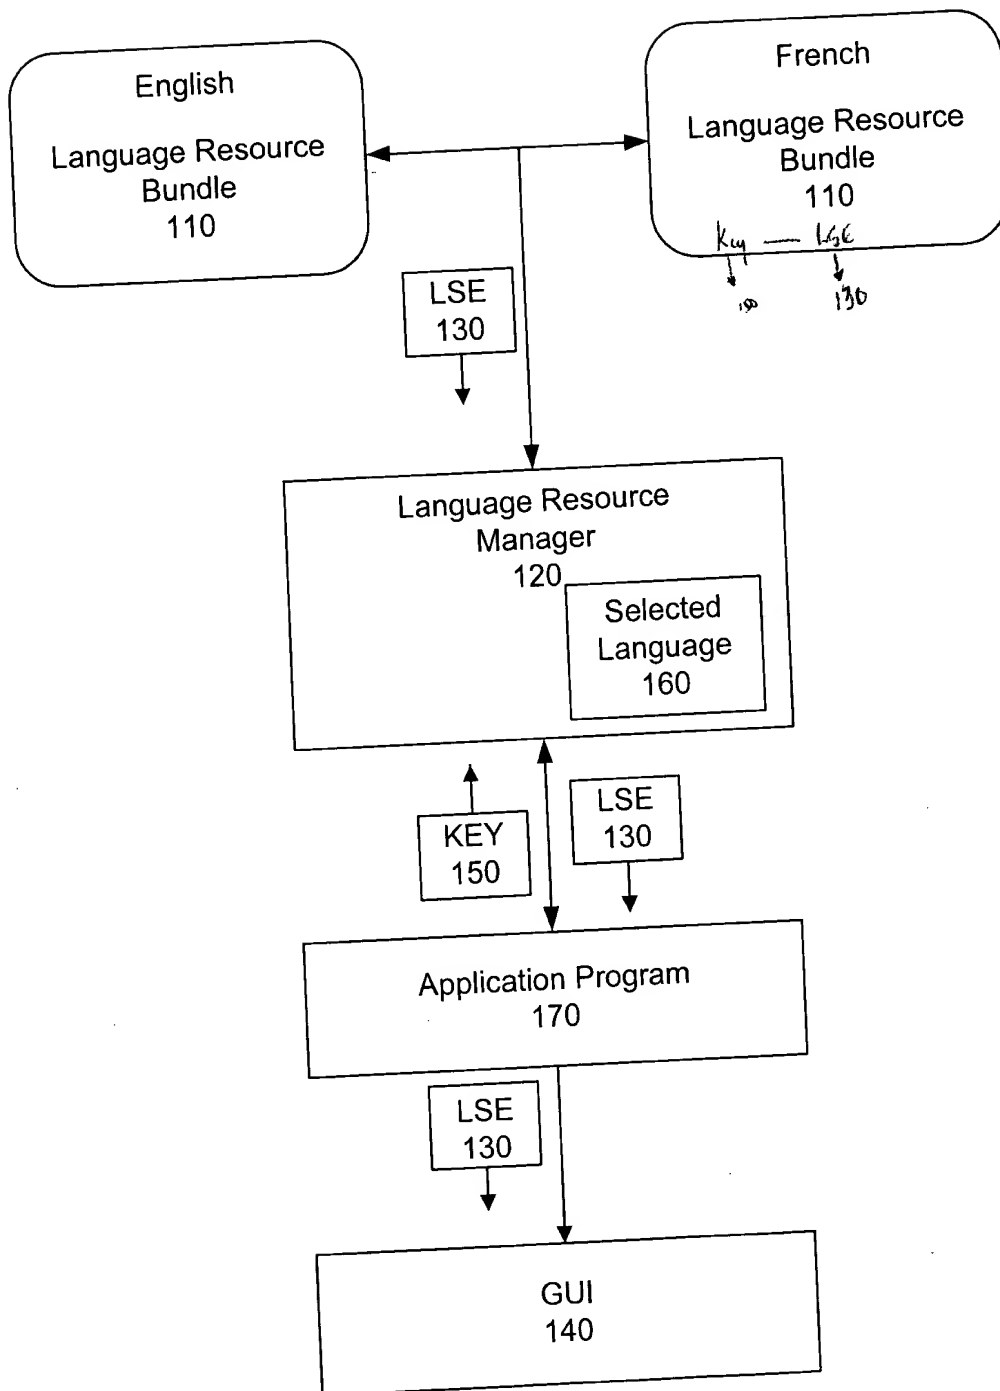 English
Language Resource
Bundle
110
French
Language Resource
Bundle
110
Key — LSE
130
LSE
130
Language Resource
Manager
120
Selected
Language
160
KEY
150
LSE
130
Application Program
170
LSE
130
GUI
140